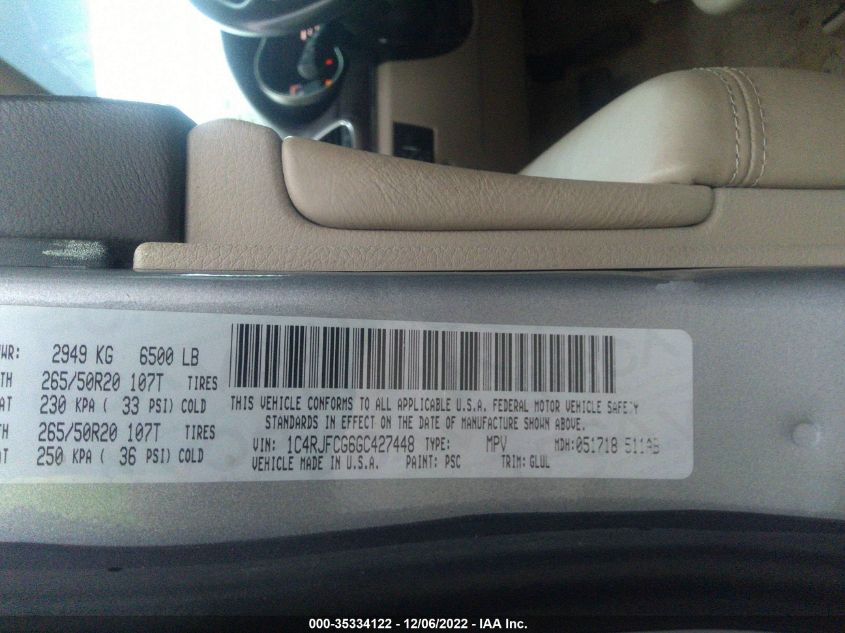 WR: 2949 KG 6500 LB
TH 265/50R20 107T TIRES
AT 230 KPA ( 33 PSI) COLD
TH 265/50R20 107T TIRES
AT 250 KPA ( 36 PSI) COLD
THIS VEHICLE CONFORMS TO ALL APPLICABLE U.S.A. FEDERAL MOTOR VEHICLE SAFETY
STANDARDS IN EFFECT ON THE DATE OF MANUFACTURE SHOWN ABOVE.
VIN: 1C4RJFCG6GC427448 TYPE: MPV MDH:051718 511AB
VEHICLE MADE IN U.S.A. PAINT: PSC TRIM: GLUL
000-35334122 - 12/06/2022 - IAA Inc.